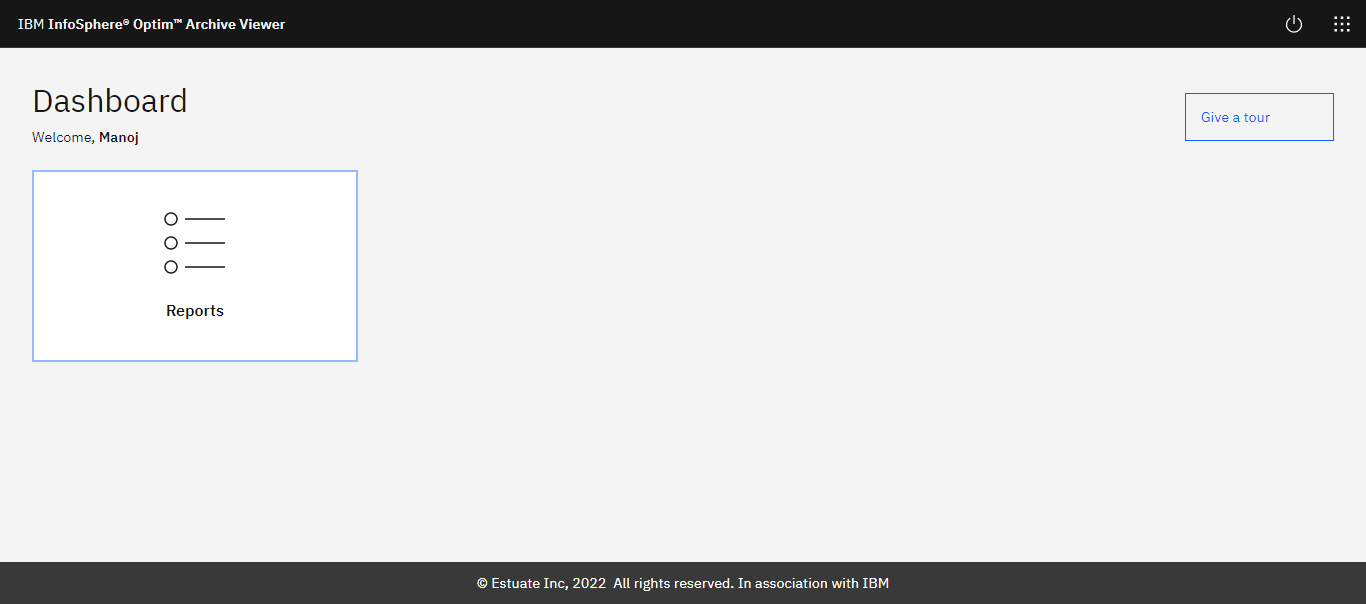 IBM InfoSphere® Optim™ Archive Viewer
Dashboard
Welcome, Manoj
Give a tour
Reports
© Estuate Inc, 2022  All rights reserved. In association with IBM